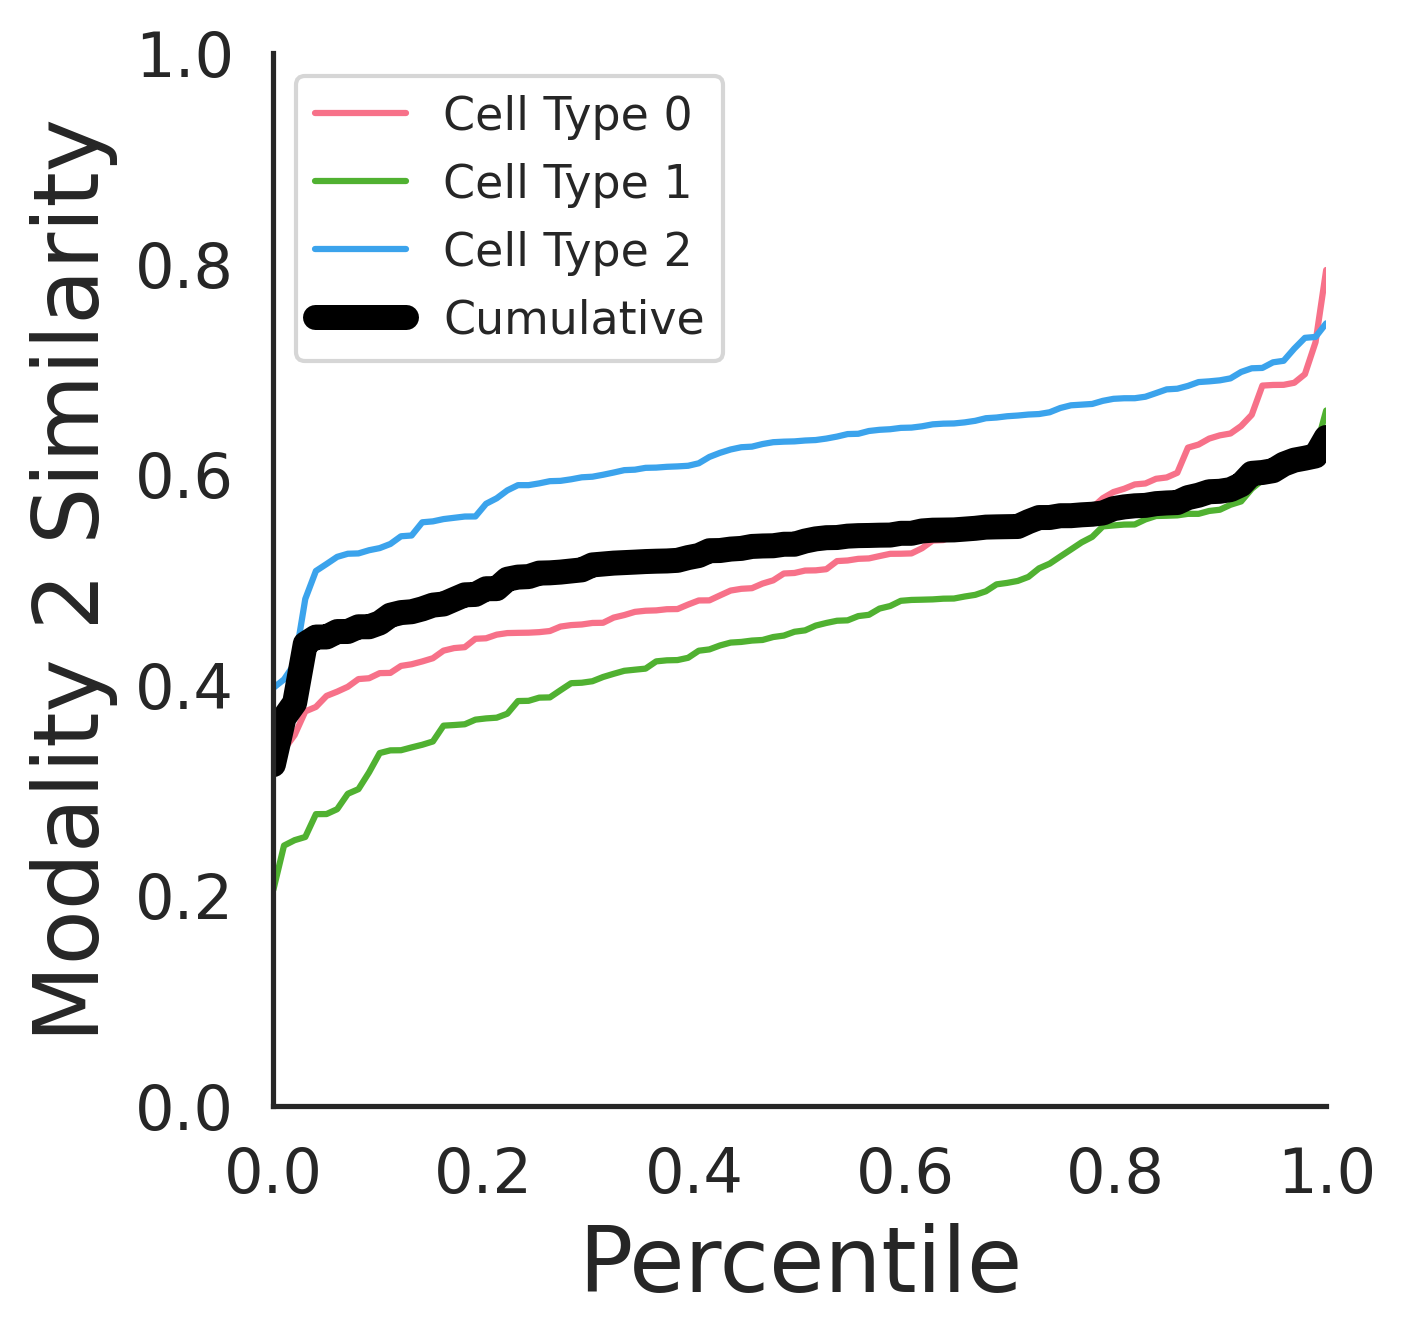 Modality 2 Similarity
1.0
0.8
0.6
0.4
0.2
0.0
Cell Type 0
Cell Type 1
Cell Type 2
Cumulative
0.0 0.2 0.4 0.6 0.8 1.0
Percentile